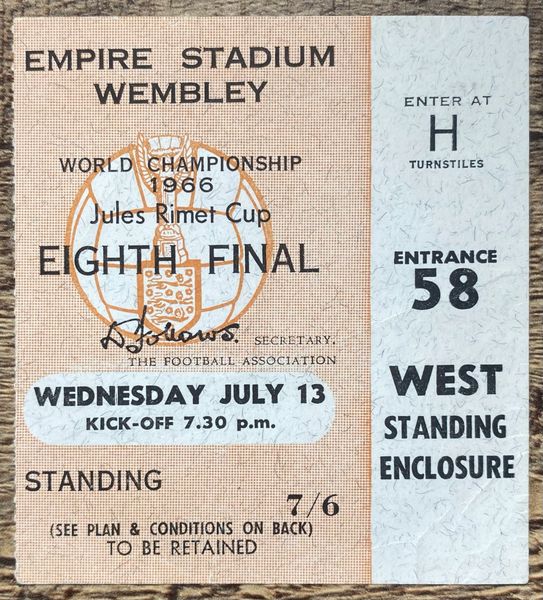 EMPIRE STADIUM
WEMBLEY
WORLD CHAMPIONSHIP
1966
Jules Rimet Cup
EIGHTH FINAL
D Follows. SECRETARY.
THE FOOTBALL ASSOCIATION
WEDNESDAY JULY 13
KICK-OFF 7.30 p.m.
STANDING
7/6
(SEE PLAN & CONDITIONS ON BACK)
TO BE RETAINED
ENTER AT
H
TURNSTILES
ENTRANCE
58
WEST
STANDING
ENCLOSURE